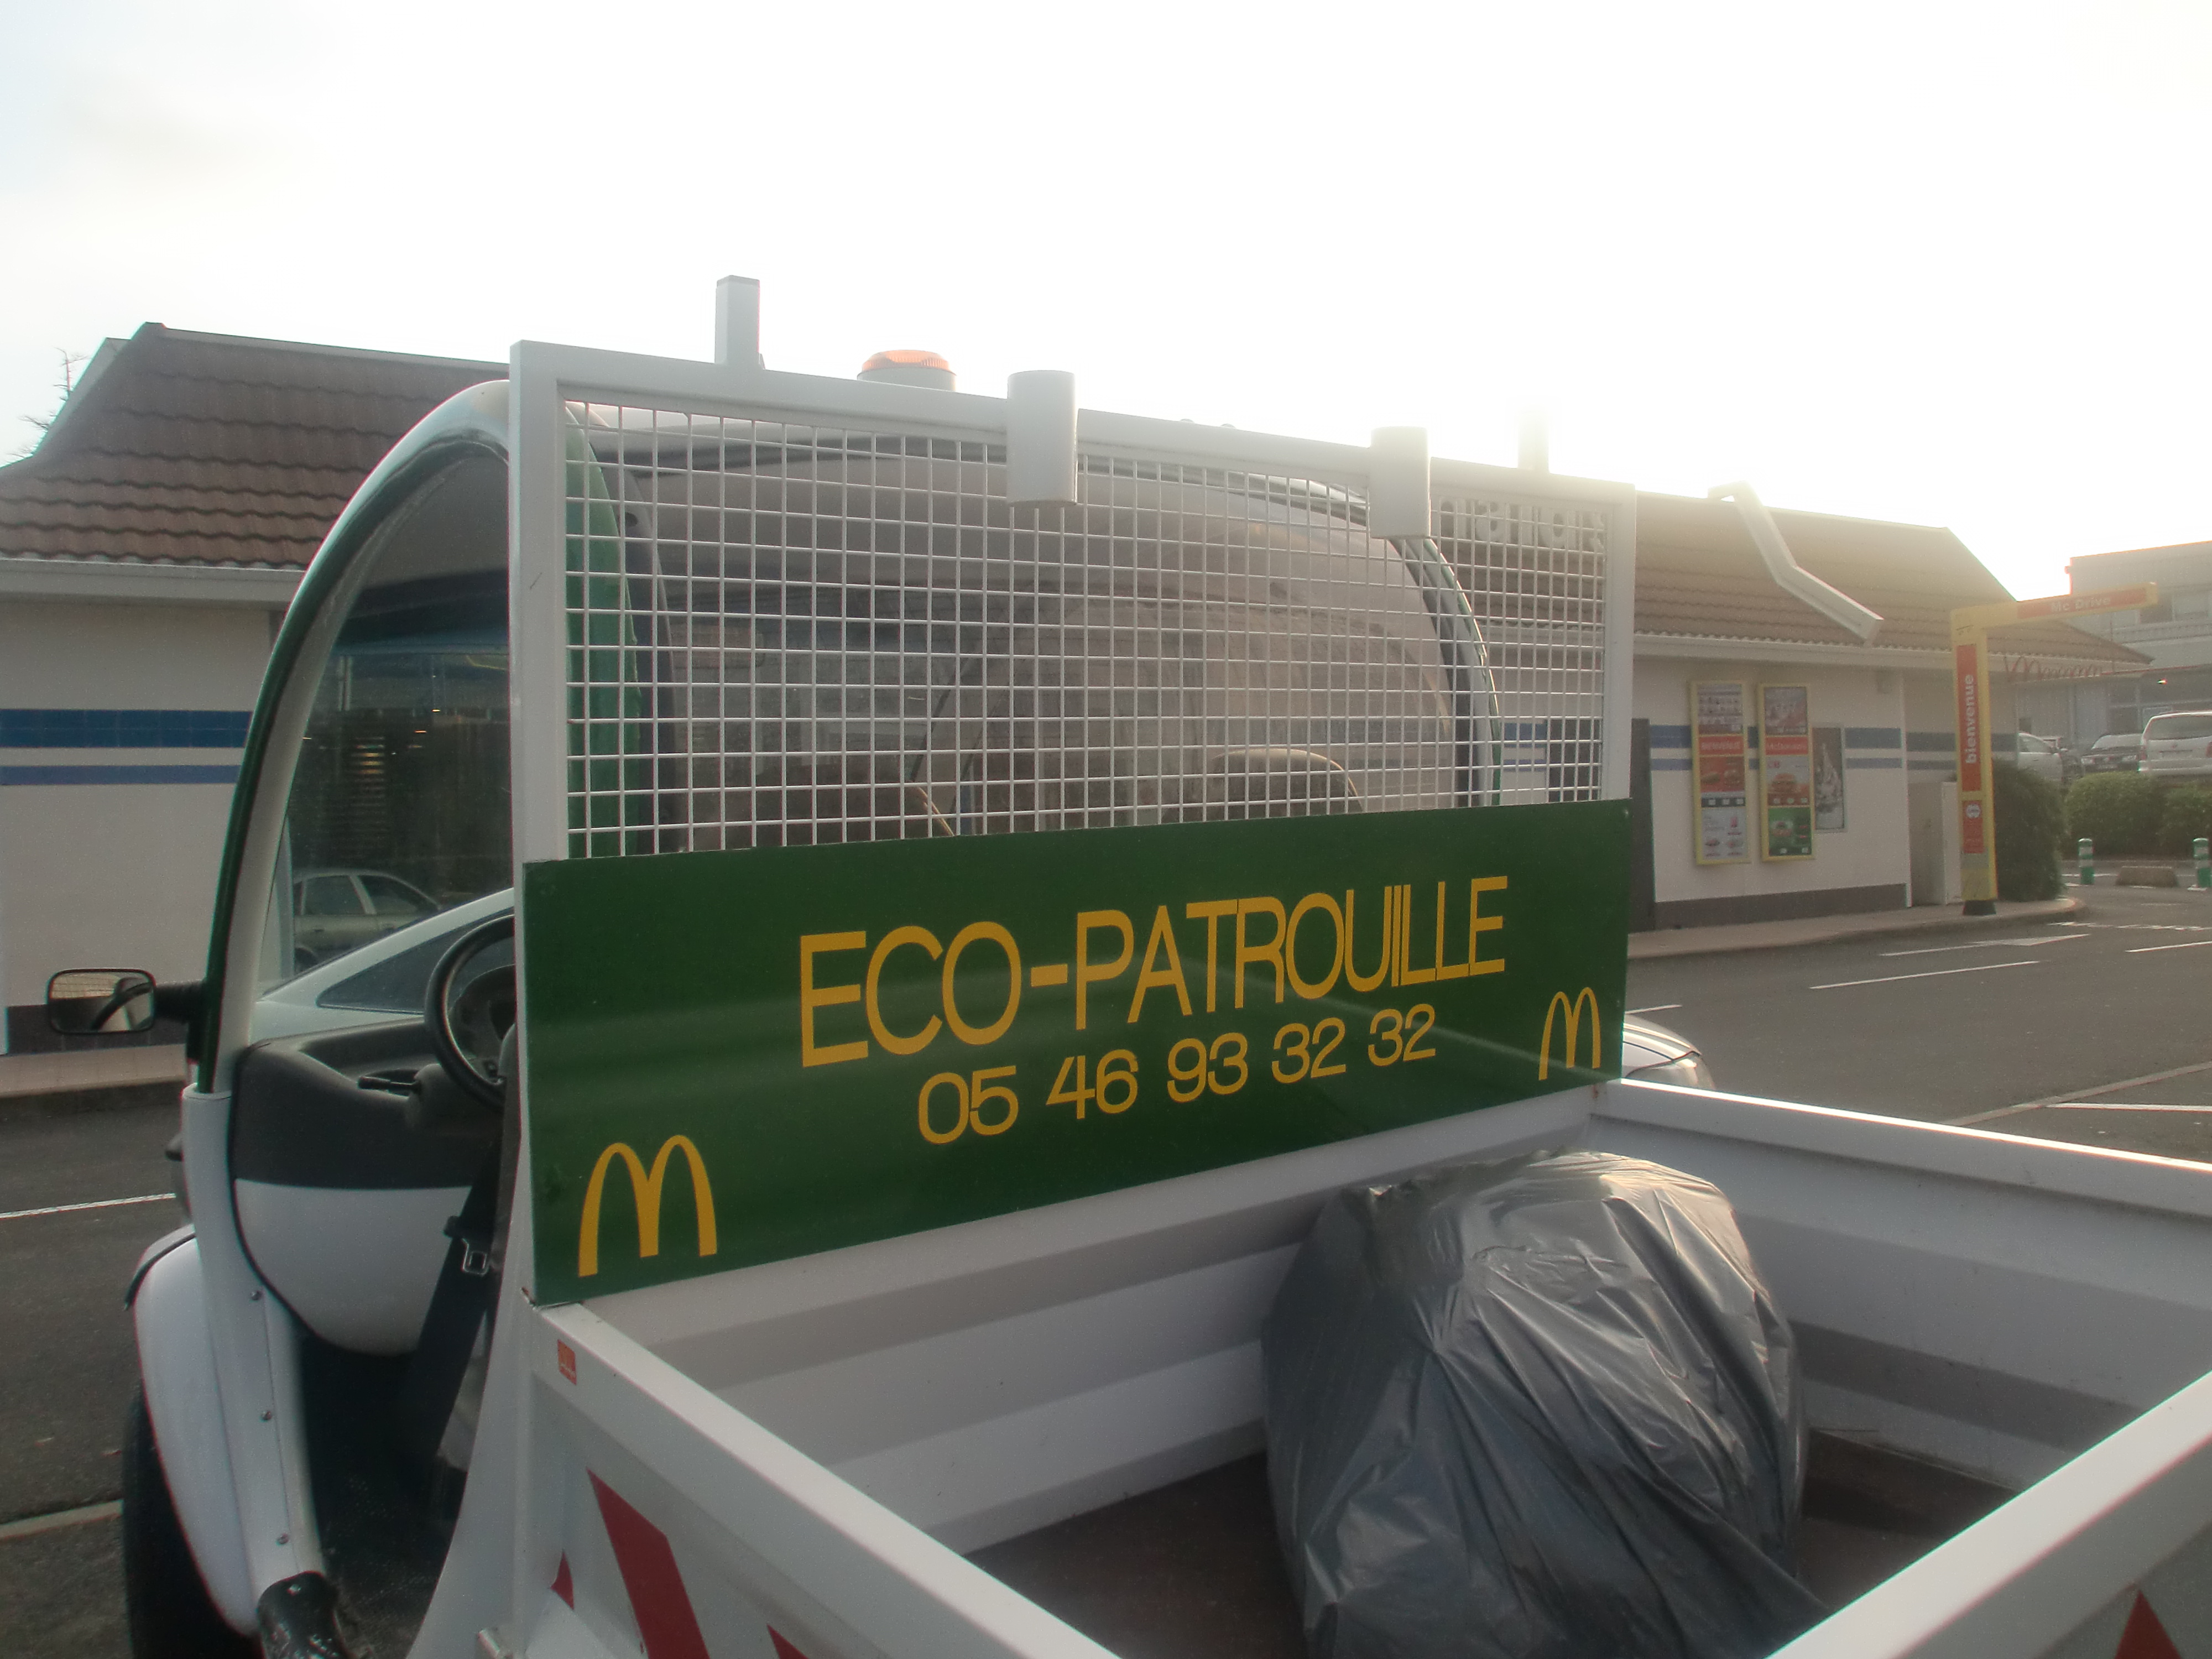 ECO-PATROUILLE
05 46 93 32 32
Mc Drive
bienvenue